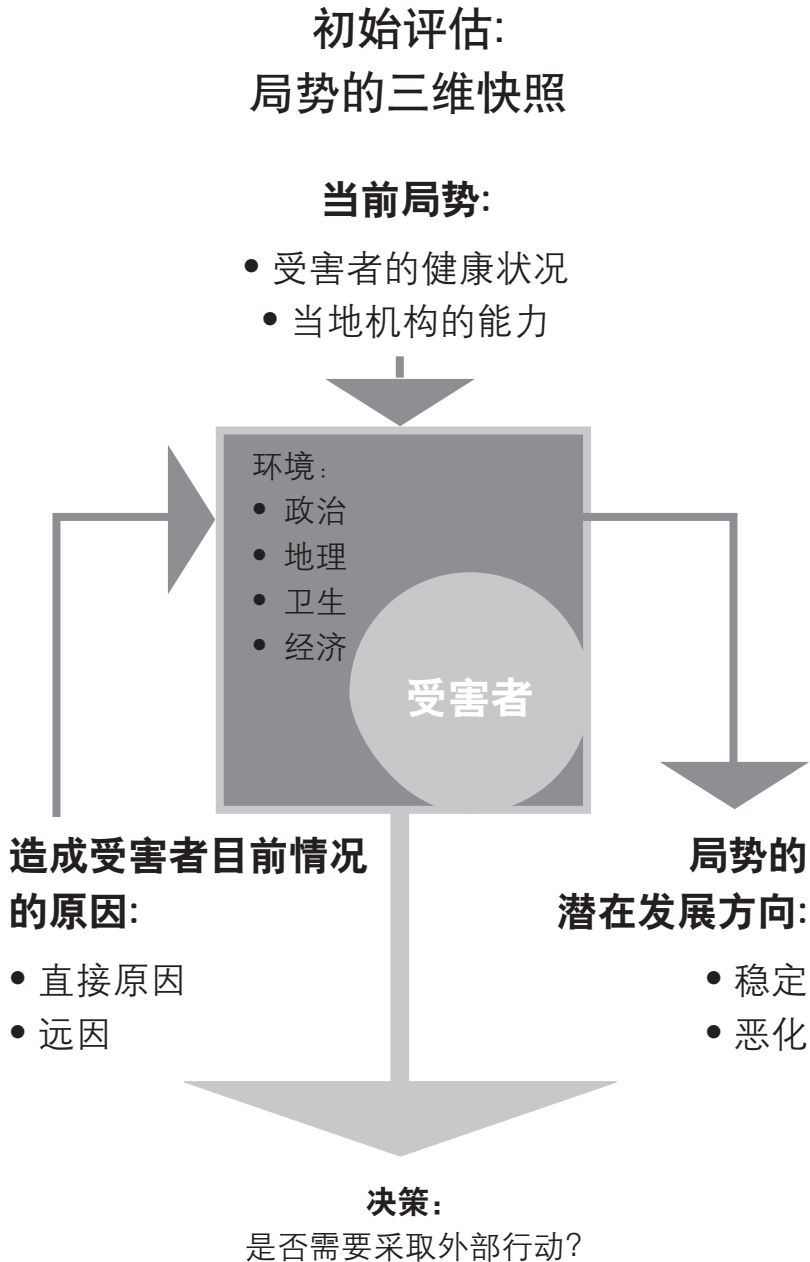 初始评估:
局势的三维快照
当前局势:
• 受害者的健康状况
• 当地机构的能力
环境:
• 政治
• 地理
• 卫生
• 经济
受害者
造成受害者目前情况
的原因:
• 直接原因
• 远因
局势的
潜在发展方向:
• 稳定
• 恶化
决策：
是否需要采取外部行动?